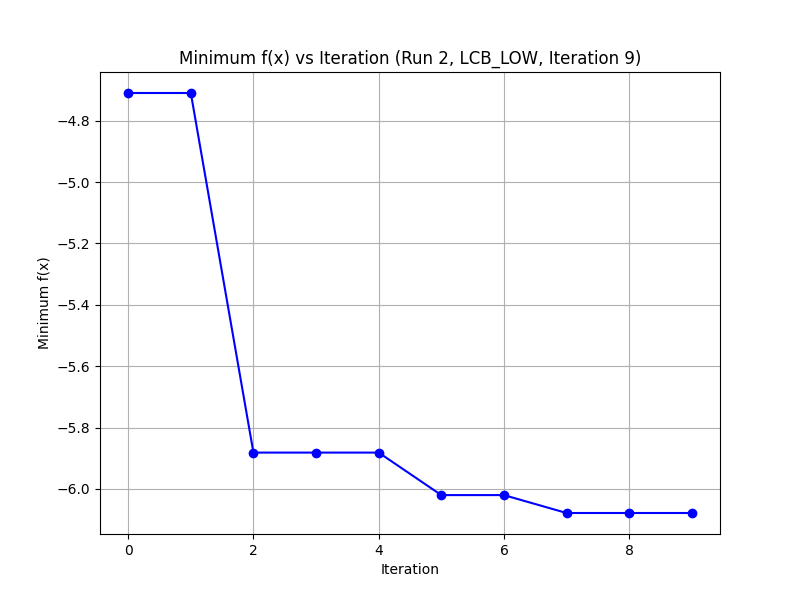 Minimum f(x) vs Iteration (Run 2, LCB_LOW, Iteration 9)
Minimum f(x)
−4.8
−5.0
−5.2
−5.4
−5.6
−5.8
−6.0
0 2 4 6 8
Iteration